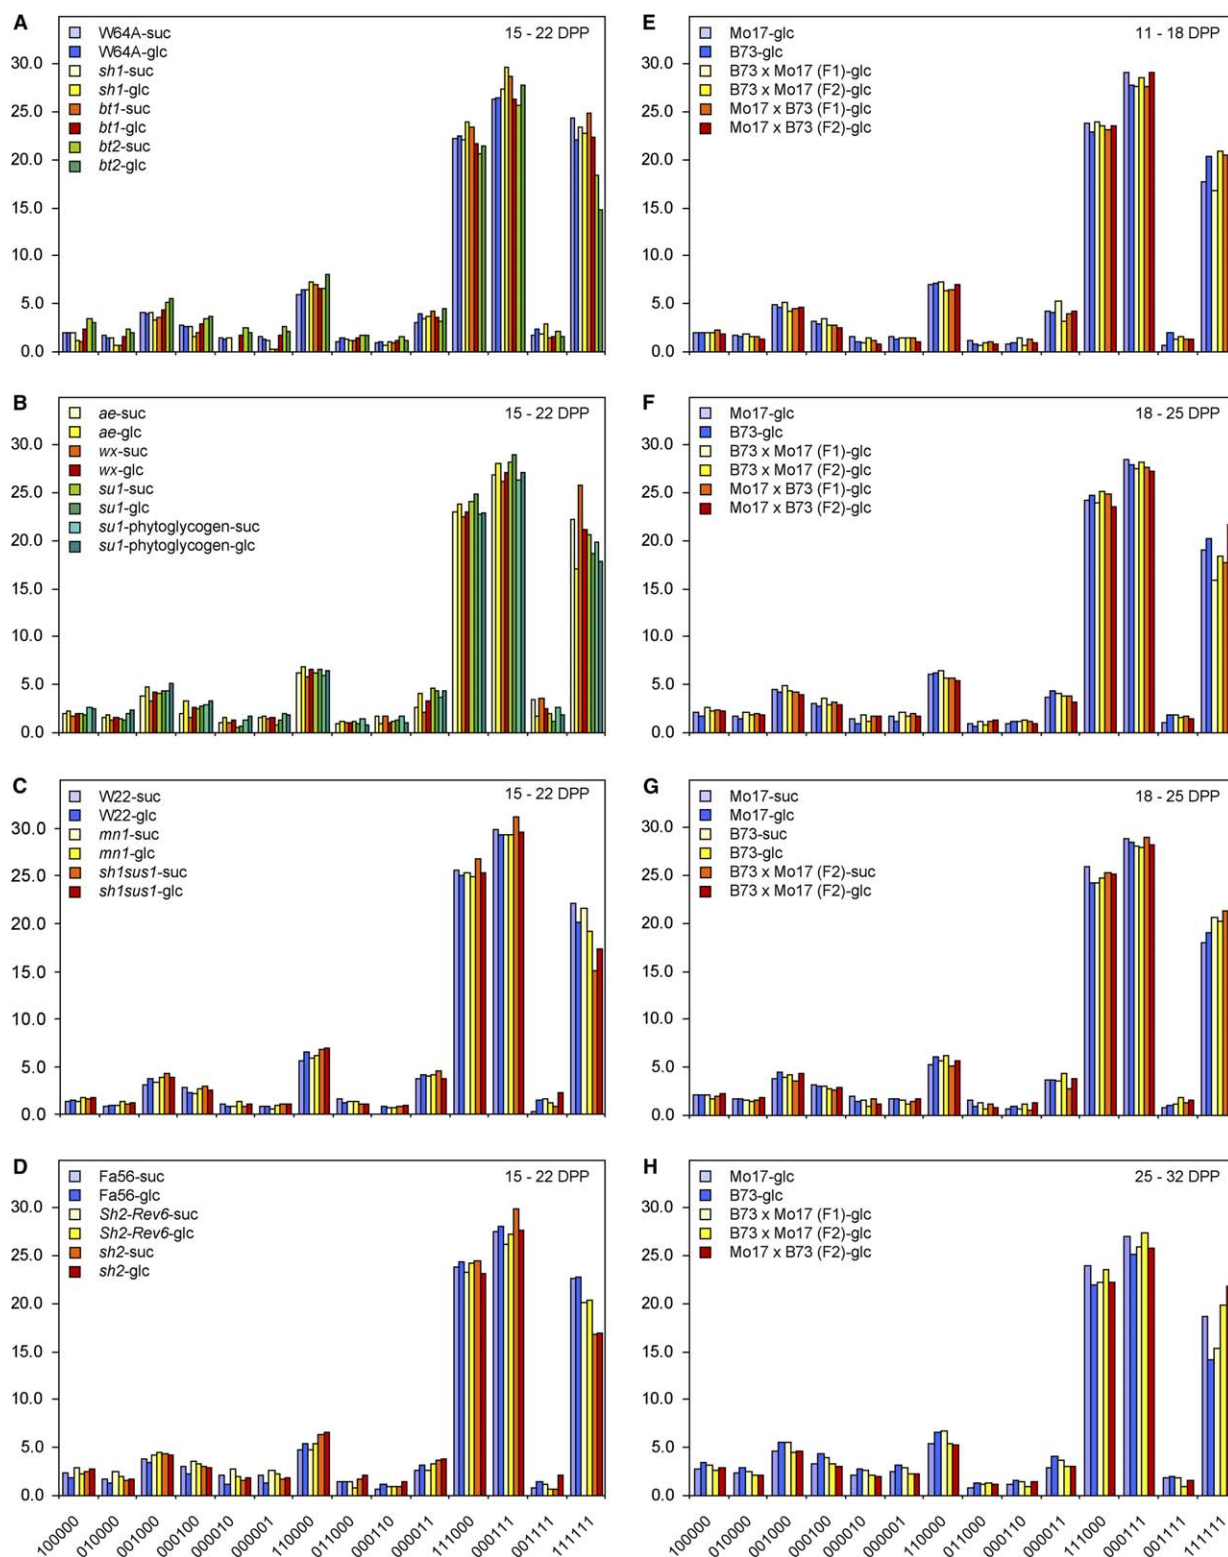 A
W64A-suc
15 - 22 DPP
W64A-glc
sh1-suc
sh1-glc
bt1-suc
bt1-glc
bt2-suc
bt2-glc
30.0
25.0
20.0
15.0
10.0
5.0
0.0
B
ae-suc
15 - 22 DPP
ae-glc
wx-suc
wx-glc
su1-suc
su1-glc
su1-phytoglycogen-suc
su1-phytoglycogen-glc
30.0
25.0
20.0
15.0
10.0
5.0
0.0
C
W22-suc
15 - 22 DPP
W22-glc
mn1-suc
mn1-glc
sh1sus1-suc
sh1sus1-glc
30.0
25.0
20.0
15.0
10.0
5.0
0.0
D
Fa56-suc
15 - 22 DPP
Fa56-glc
Sh2-Rev6-suc
Sh2-Rev6-glc
sh2-suc
sh2-glc
30.0
25.0
20.0
15.0
10.0
5.0
0.0
100000
010000
001000
000100
000010
000001
110000
011000
000110
000011
111000
000111
001111
111111
E
Mo17-glc
11 - 18 DPP
B73-glc
B73 x Mo17 (F1)-glc
B73 x Mo17 (F2)-glc
Mo17 x B73 (F1)-glc
Mo17 x B73 (F2)-glc
30.0
25.0
20.0
15.0
10.0
5.0
0.0
F
Mo17-glc
18 - 25 DPP
B73-glc
B73 x Mo17 (F1)-glc
B73 x Mo17 (F2)-glc
Mo17 x B73 (F1)-glc
Mo17 x B73 (F2)-glc
30.0
25.0
20.0
15.0
10.0
5.0
0.0
G
Mo17-suc
18 - 25 DPP
Mo17-glc
B73-suc
B73-glc
B73 x Mo17 (F2)-suc
B73 x Mo17 (F2)-glc
30.0
25.0
20.0
15.0
10.0
5.0
0.0
H
Mo17-glc
25 - 32 DPP
B73-glc
B73 x Mo17 (F1)-glc
B73 x Mo17 (F2)-glc
Mo17 x B73 (F2)-glc
30.0
25.0
20.0
15.0
10.0
5.0
0.0
100000
010000
001000
000100
000010
000001
110000
011000
000110
000011
111000
000111
001111
111111